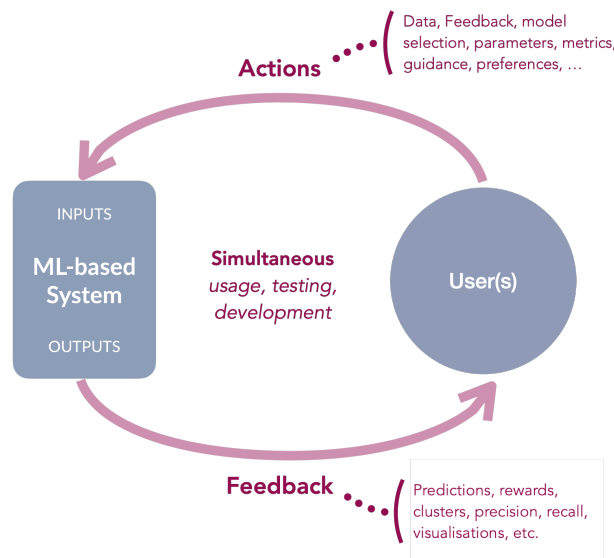 Data, Feedback, model
selection, parameters, metrics,
guidance, preferences, ...
Actions
INPUTS
ML-based
System
OUTPUTS
Simultaneous
usage, testing,
development
User(s)
Feedback
Predictions, rewards,
clusters, precision, recall,
visualisations, etc.